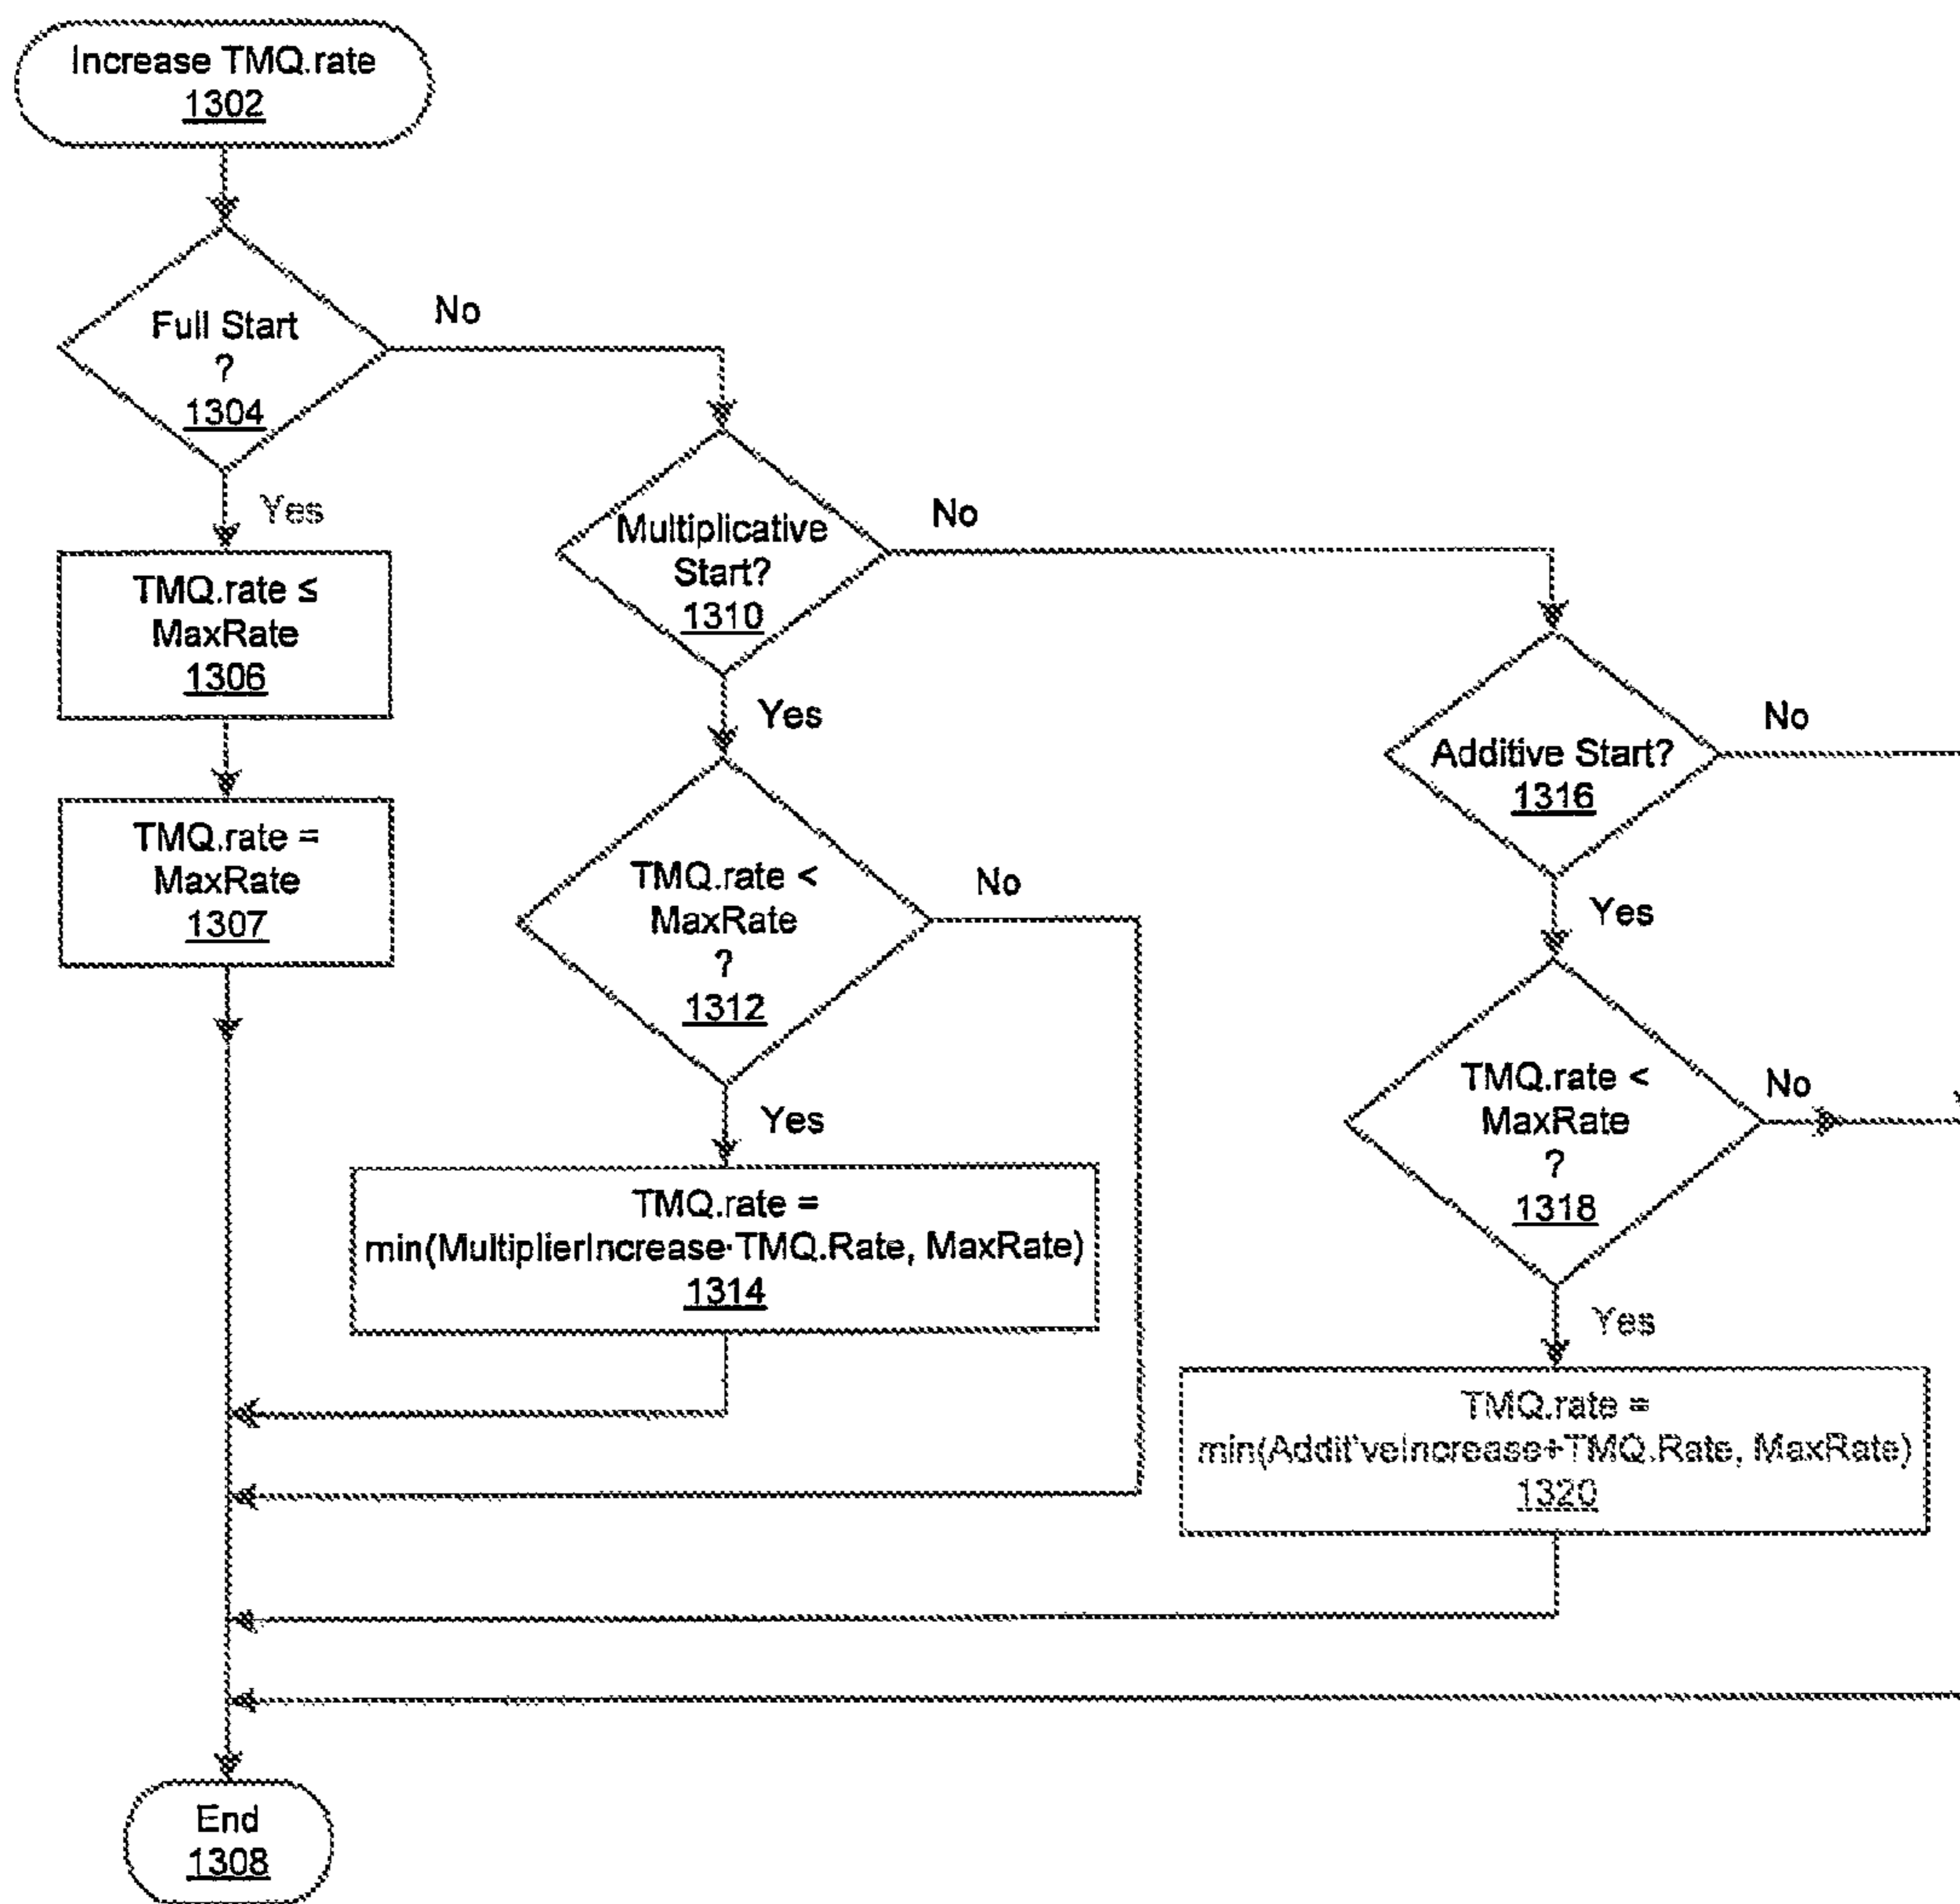 Increase TMQ.rate
1302
Full Start
?
1304
No
Yes
TMQ.rate ≤
MaxRate
1306
TMQ.rate =
MaxRate
1307
Multiplicative
Start?
1310
No
Yes
TMQ.rate <
MaxRate
?
1312
No
Yes
TMQ.rate =
min(MultiplierIncrease·TMQ.Rate, MaxRate)
1314
Additive Start?
1316
No
Yes
TMQ.rate <
MaxRate
?
1318
No
Yes
TMQ.rate =
min(AdditiveIncrease+TMQ.Rate, MaxRate)
1320
End
1308